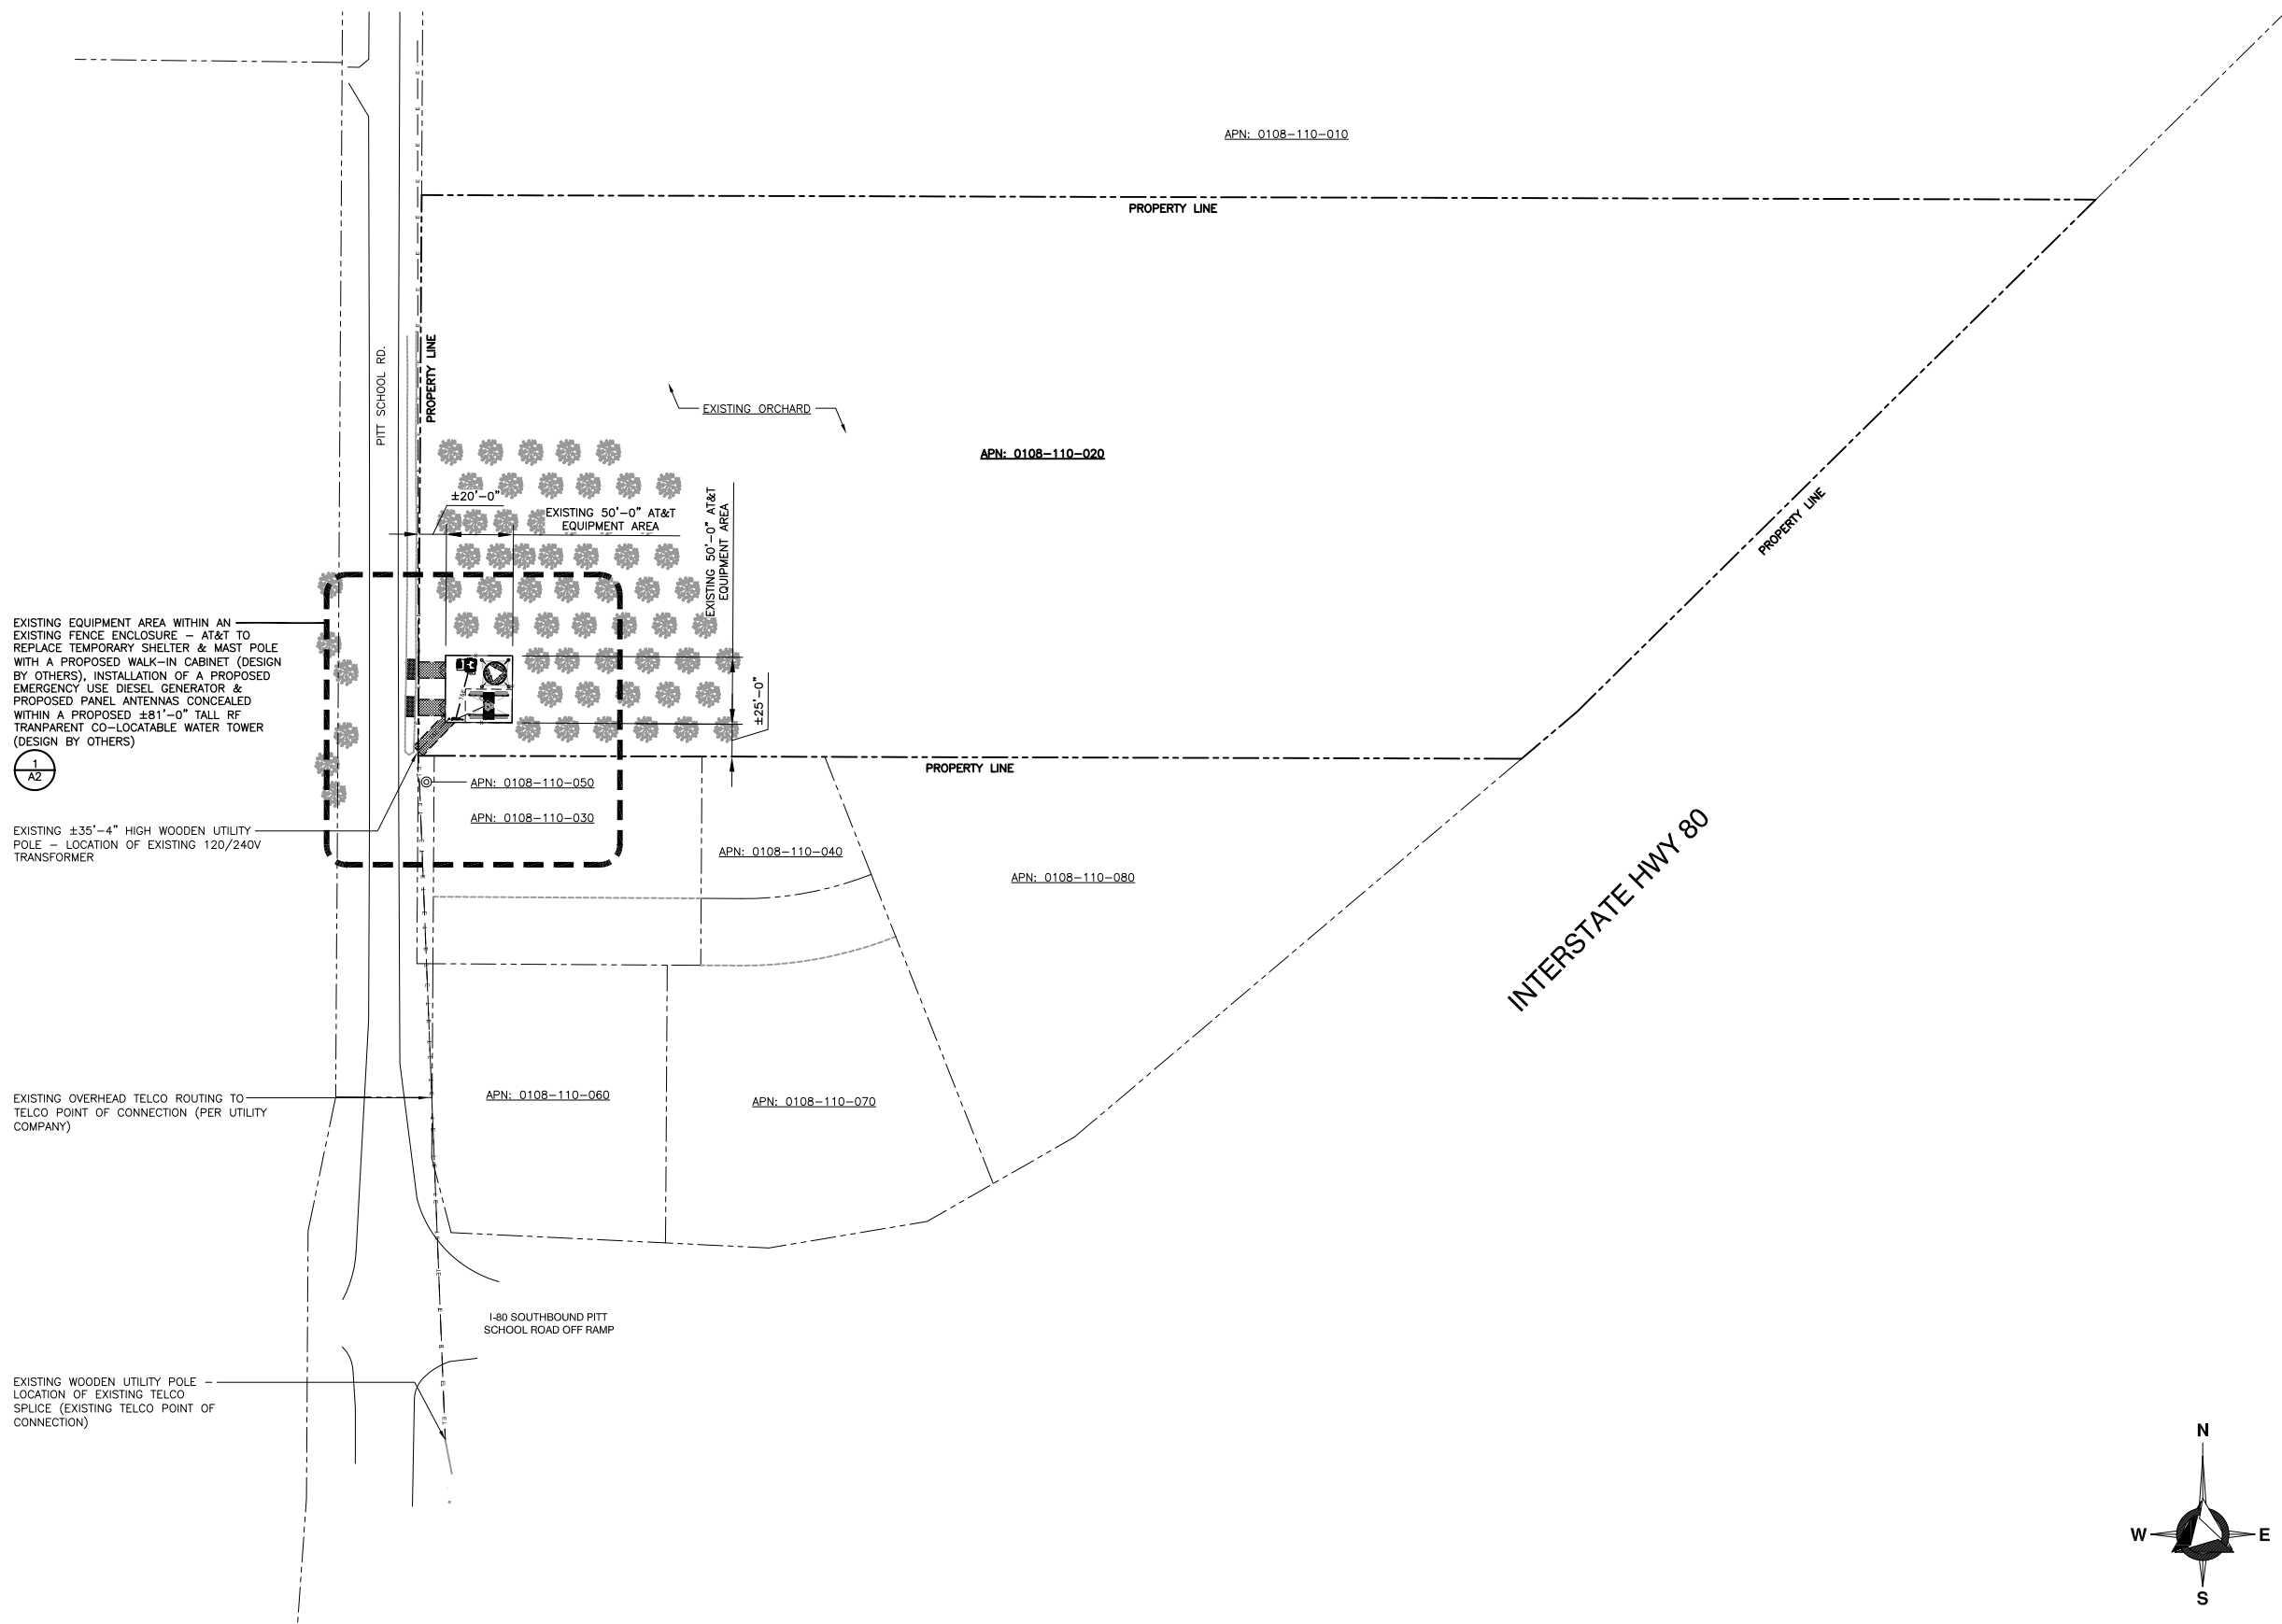 APN: 0108-110-010
PROPERTY LINE
PITT SCHOOL RD.
PROPERTY LINE
EXISTING ORCHARD
APN: 0108-110-020
±20'-0"
EXISTING 50'-0" AT&T
EQUIPMENT AREA
EXISTING 50'-0" AT&T
EQUIPMENT AREA
PROPERTY LINE
EXISTING EQUIPMENT AREA WITHIN AN
EXISTING FENCE ENCLOSURE - AT&T TO
REPLACE TEMPORARY SHELTER & MAST POLE
WITH A PROPOSED WALK-IN CABINET (DESIGN
BY OTHERS), INSTALLATION OF A PROPOSED
EMERGENCY USE DIESEL GENERATOR &
PROPOSED PANEL ANTENNAS CONCEALED
WITHIN A PROPOSED ±81'-0" TALL RF
TRANPARENT CO-LOCATABLE WATER TOWER
(DESIGN BY OTHERS)
1
A2
±25'-0"
PROPERTY LINE
APN: 0108-110-050
APN: 0108-110-030
EXISTING ±35'-4" HIGH WOODEN UTILITY
POLE - LOCATION OF EXISTING 120/240V
TRANSFORMER
APN: 0108-110-040
APN: 0108-110-080
INTERSTATE HWY 80
EXISTING OVERHEAD TELCO ROUTING TO
TELCO POINT OF CONNECTION (PER UTILITY
COMPANY)
APN: 0108-110-060
APN: 0108-110-070
I-80 SOUTHBOUND PITT
SCHOOL ROAD OFF RAMP
EXISTING WOODEN UTILITY POLE -
LOCATION OF EXISTING TELCO
SPLICE (EXISTING TELCO POINT OF
CONNECTION)
N
W
E
S